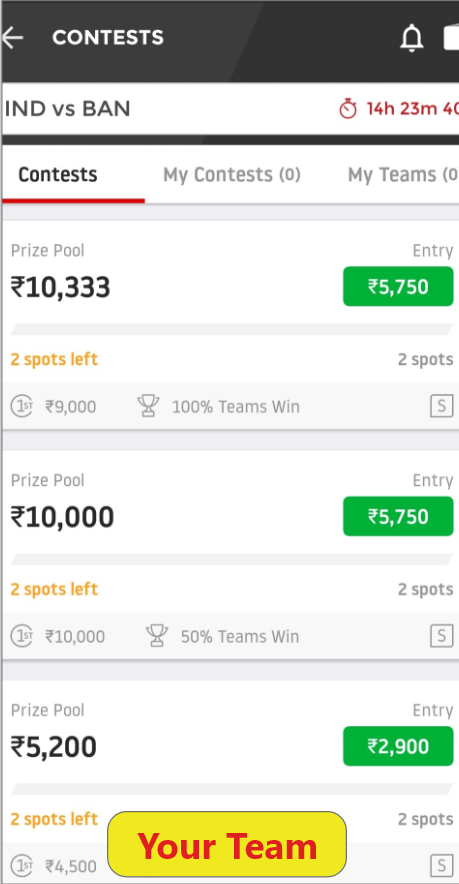 CONTESTS
IND vs BAN 14h 23m 40
Contests My Contests (0) My Teams (0
Prize Pool Entry
₹10,333 ₹5,750
2 spots left 2 spots
1ST ₹9,000 100% Teams Win S
Prize Pool Entry
₹10,000 ₹5,750
2 spots left 2 spots
1ST ₹10,000 50% Teams Win S
Prize Pool Entry
₹5,200 ₹2,900
2 spots left 2 spots
Your Team
1ST ₹4,500 S